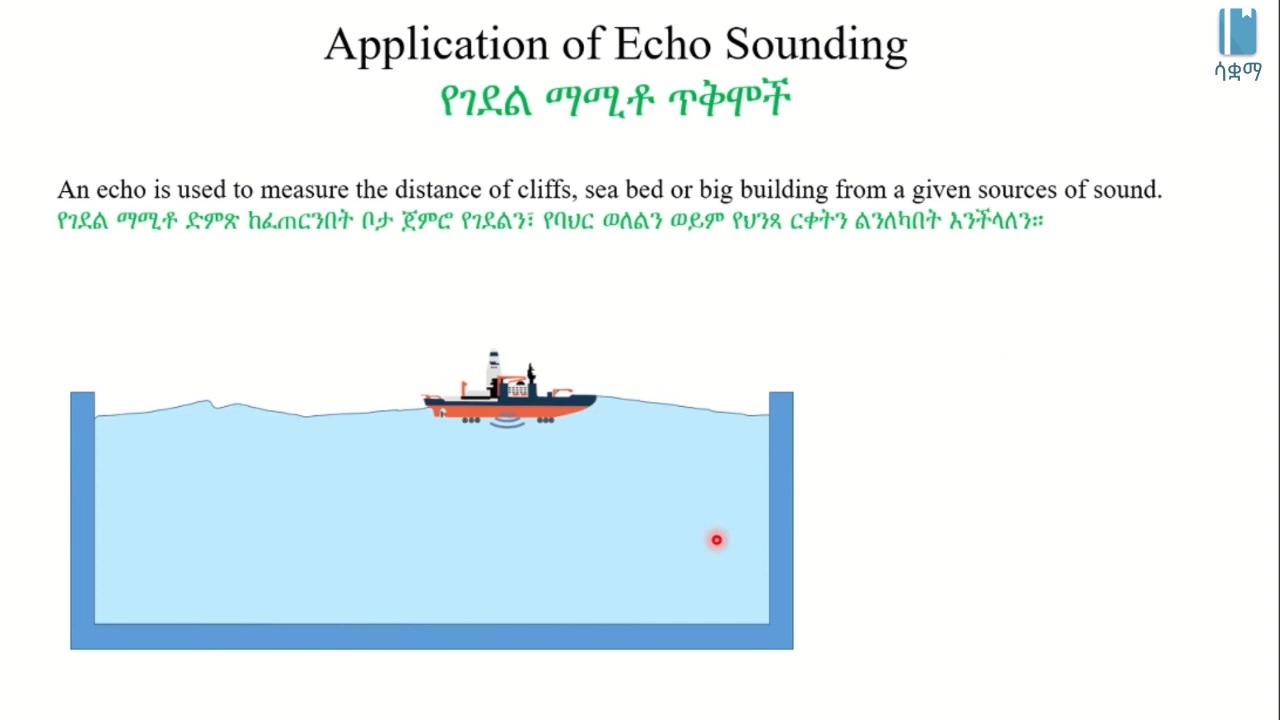 Application of Echo Sounding
የገደል ማሚቶ ጥቅሞች
ሳቋማ
An echo is used to measure the distance of cliffs, sea bed or big building from a given sources of sound.
የገደል ማሚቶ ድምጽ ከፈጠርንበት ቦታ ጀምሮ የገደልን፣ የባህር ወለልን ወይም የህንጻ ርቀትን ልንለካበት እንችላለን።